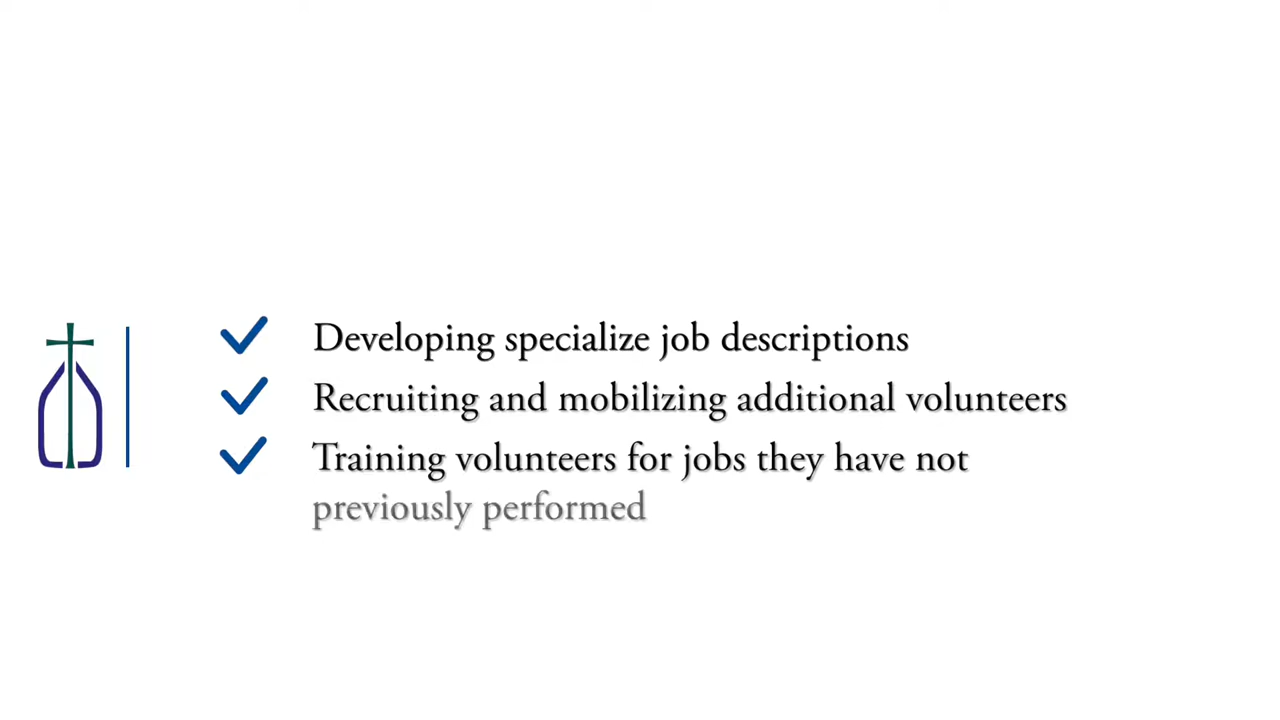 Developing specialize job descriptions
Recruiting and mobilizing additional volunteers
Training volunteers for jobs they have not
previously performed